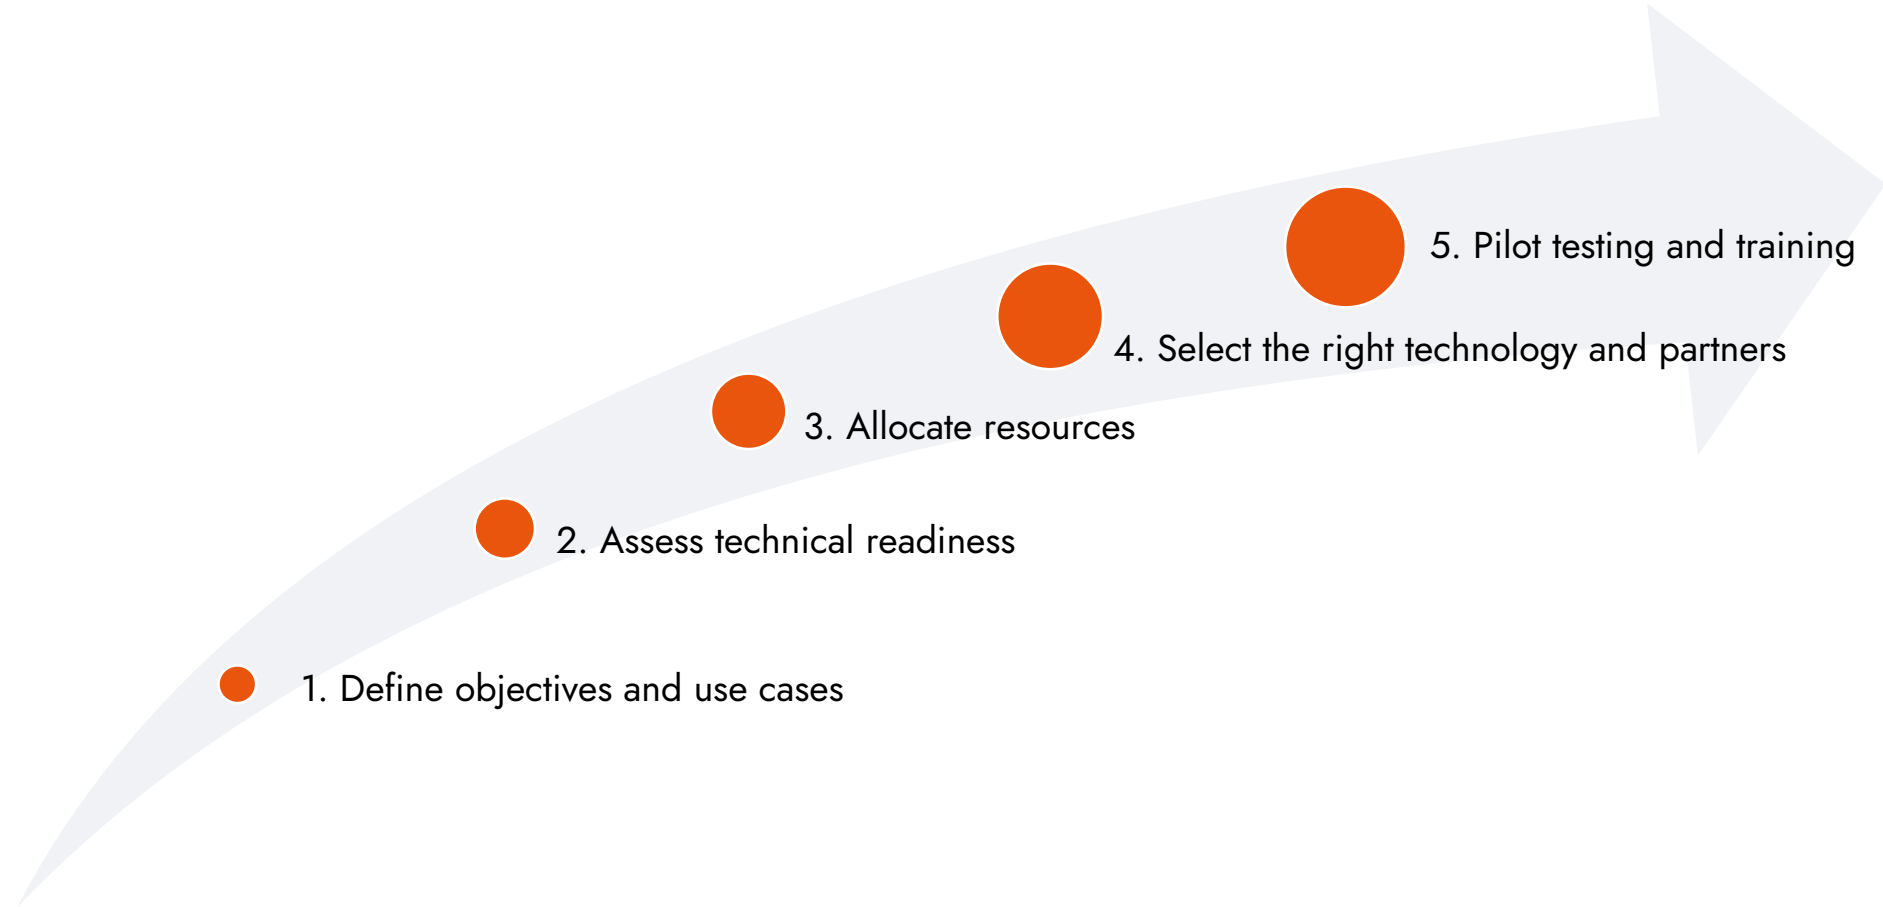 1. Define objectives and use cases
2. Assess technical readiness
3. Allocate resources
4. Select the right technology and partners
5. Pilot testing and training